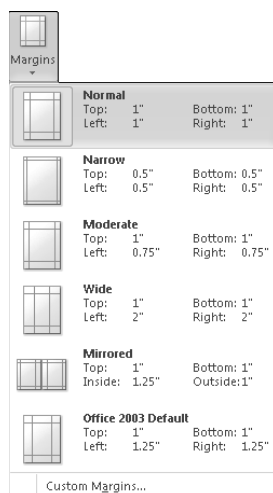 Margins
Normal
Top: 1" Bottom: 1"
Left: 1" Right: 1"
Narrow
Top: 0.5" Bottom: 0.5"
Left: 0.5" Right: 0.5"
Moderate
Top: 1" Bottom: 1"
Left: 0.75" Right: 0.75"
Wide
Top: 1" Bottom: 1"
Left: 2" Right: 2"
Mirrored
Top: 1" Bottom: 1"
Inside: 1.25" Outside: 1"
Office 2003 Default
Top: 1" Bottom: 1"
Left: 1.25" Right: 1.25"
Custom Margins...